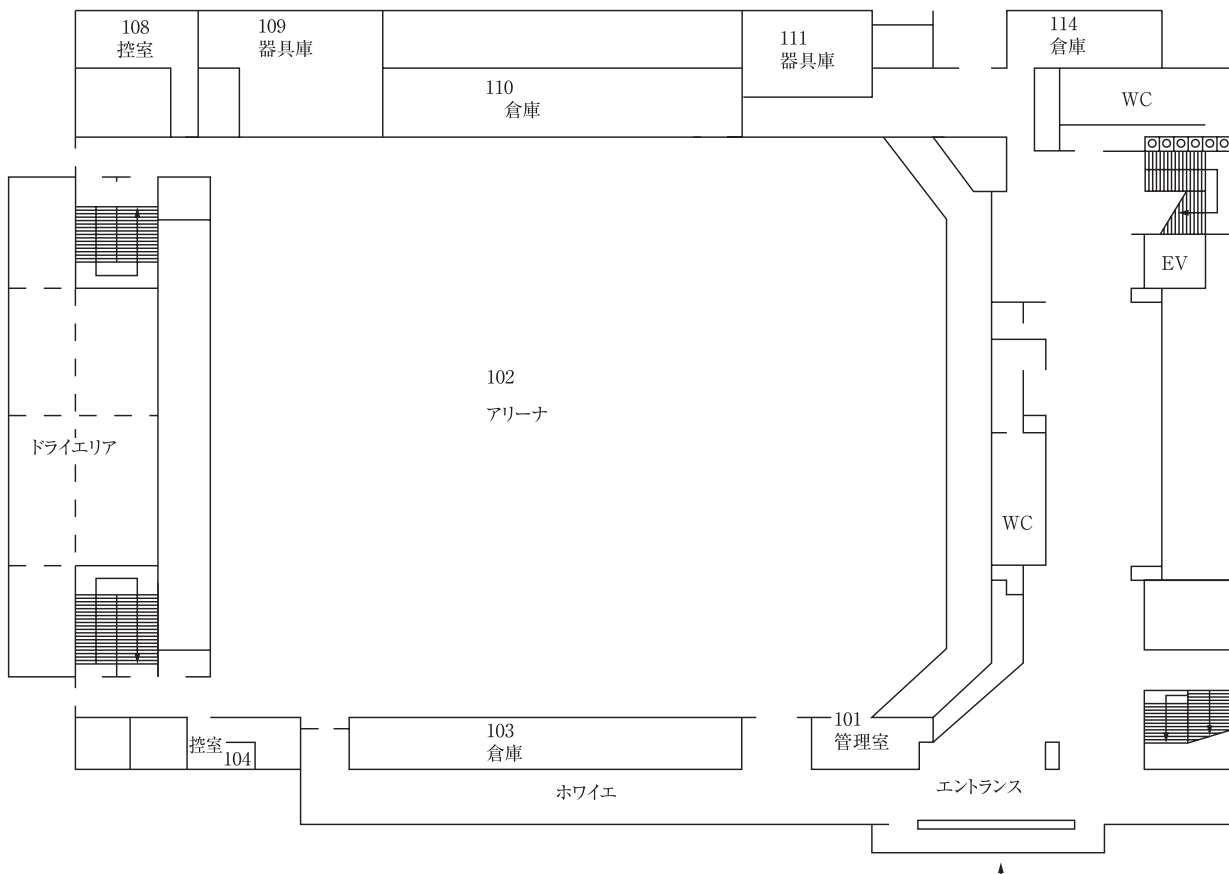 108
控室
109
器具庫
111
器具庫
114
倉庫
110
倉庫
WC
EV
102
アリーナ
ドライエリア
WC
103
倉庫
101
管理室
控室
104
ホワイエ
エントランス